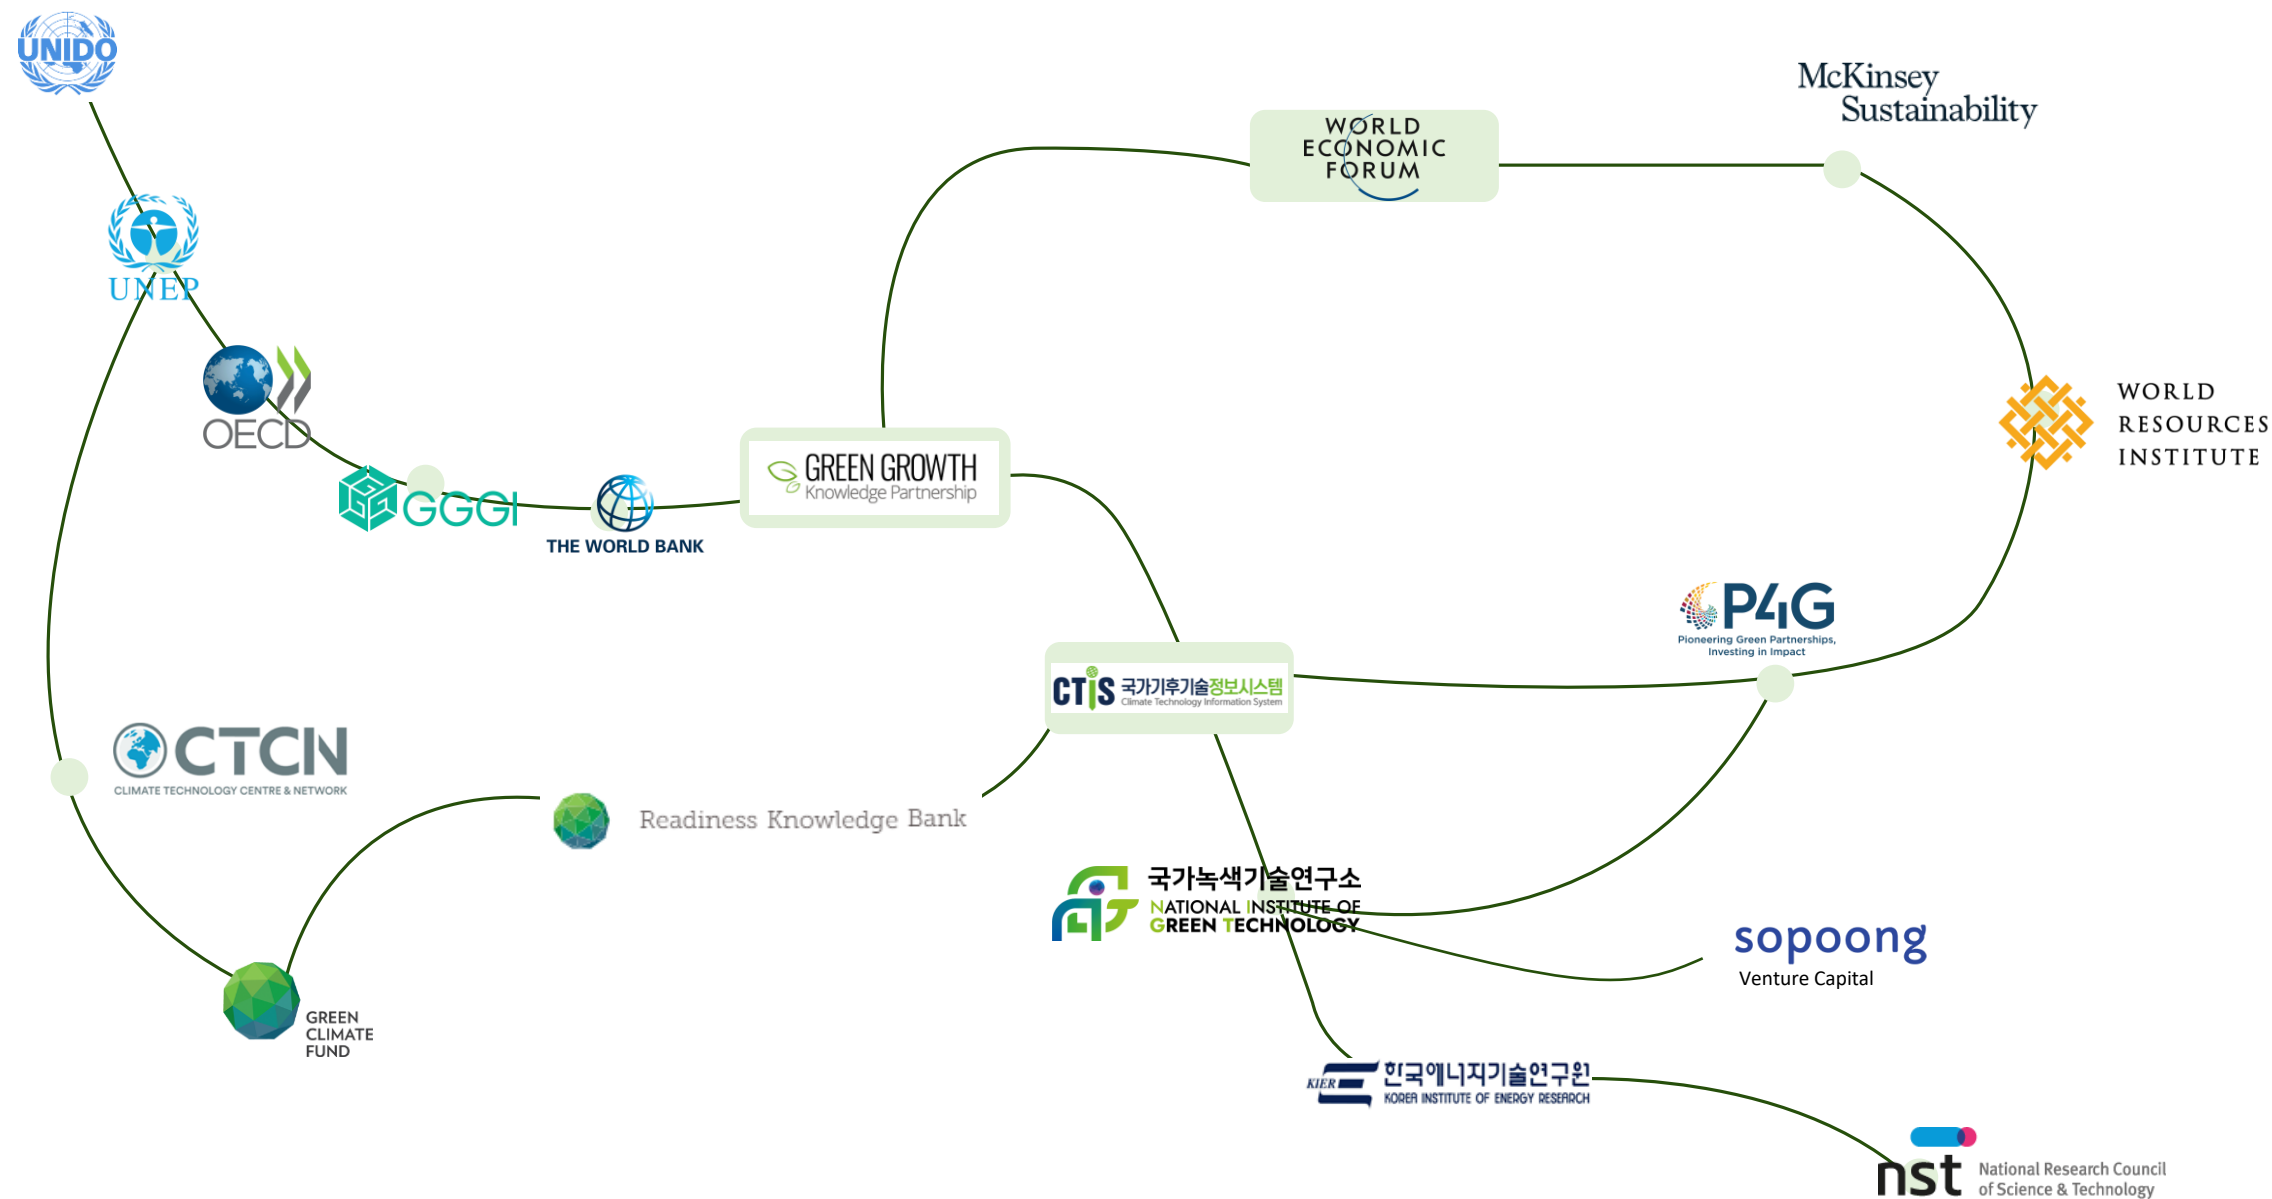 UNIDO
McKinsey
Sustainability
WORLD
ECONOMIC
FORUM
UNEP
OECD
WORLD
RESOURCES
INSTITUTE
GREEN GROWTH
Knowledge Partnership
GGGI
THE WORLD BANK
P4G
Pioneering Green Partnerships,
Investing in Impact
CTiS 국가기후기술정보시스템
Climate Technology Information System
CTCN
CLIMATE TECHNOLOGY CENTRE & NETWORK
Readiness Knowledge Bank
국가녹색기술연구소
NATIONAL INSTITUTE OF
GREEN TECHNOLOGY
sopoong
Venture Capital
GREEN
CLIMATE
FUND
KIER 한국에너지기술연구원
KOREA INSTITUTE OF ENERGY RESEARCH
nst National Research Council
of Science & Technology